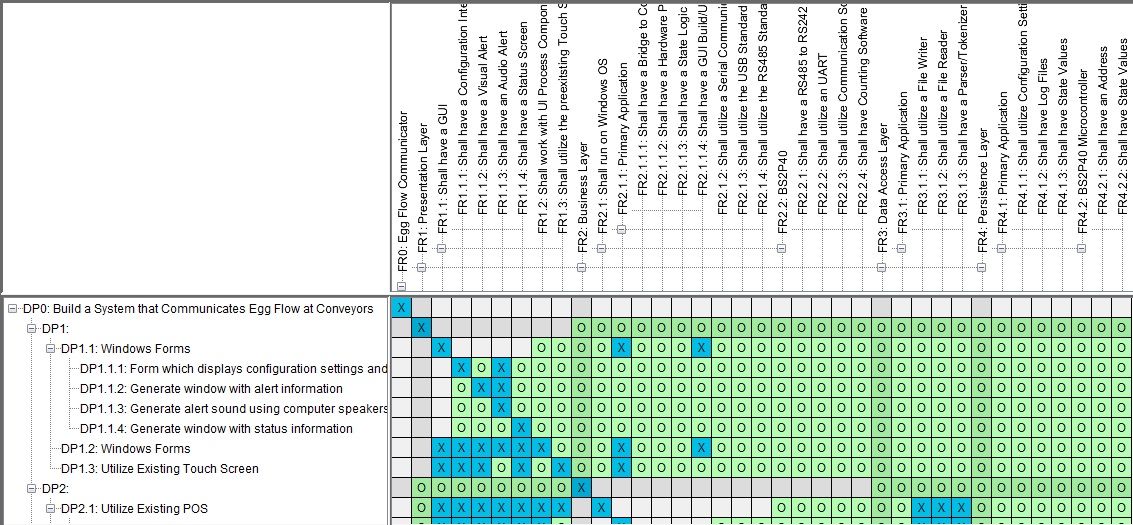 FR0: Egg Flow Communicator
FR1: Presentation Layer
FR1.1: Shall have a GUI
FR1.1.1: Shall have a Configuration Inte
FR1.1.2: Shall have a Visual Alert
FR1.1.3: Shall have an Audio Alert
FR1.1.4: Shall have a Status Screen
FR1.2: Shall work with UI Process Compon
FR1.3: Shall utilize the preexitsting Touch S
FR2: Business Layer
FR2.1: Shall run on Windows OS
FR2.1.1: Primary Application
FR2.1.1.1: Shall have a Bridge to Co
FR2.1.1.2: Shall have a Hardware P
FR2.1.1.3: Shall have a State Logic
FR2.1.1.4: Shall have a GUI Build/U
FR2.1.2: Shall utilize a Serial Commun
FR2.1.3: Shall utilize the USB Standard
FR2.1.4: Shall utilize the RS485 Standa
FR2.2: BS2P40
FR2.2.1: Shall have a RS485 to RS242
FR2.2.2: Shall utilize an UART
FR2.2.3: Shall utilize Communication So
FR2.2.4: Shall have Counting Software
FR3: Data Access Layer
FR3.1: Primary Application
FR3.1.1: Shall utilize a File Writer
FR3.1.2: Shall utilize a File Reader
FR3.1.3: Shall have a Parser/Tokenizer
FR4: Persistence Layer
FR4.1: Primary Application
FR4.1.1: Shall utilize Configuration Settin
FR4.1.2: Shall have Log Files
FR4.1.3: Shall have State Values
FR4.2: BS2P40 Microcontroller
FR4.2.1: Shall have an Address
FR4.2.2: Shall have State Values
DP0: Build a System that Communicates Egg Flow at Conveyors X
DP1: X O O O O O O O O O O O O O O O O O O O O O O O O O O O O
DP1.1: Windows Forms X O O O O X O O O X O O O O O O O O O O O O O O O O O O O O O
DP1.1.1: Form which displays configuration settings and X O X O O O O O O O O O O O O O O O O O O O O O O O O O O O O O O O
DP1.1.2: Generate window with alert information O X X O O O O O O O O O O O O O O O O O O O O O O O O O O O O O O O
DP1.1.3: Generate alert sound using computer speakers O O X O O O O O O O O O O O O O O O O O O O O O O O O O O O O O O O
DP1.1.4: Generate window with status information O O O X O O O O O O O O O O O O O O O O O O O O O O O O O O O O O O
DP1.2: Windows Forms X X X X X X O O O X O O O X O O O O O O O O O O O O O O O O O O O O O
DP1.3: Utilize Existing Touch Screen X X X O X O X O O X O O O O O O O O O O O O O O O O O O O O O O O O O
DP2: O O O O O O O O X O O O O O O O O O O O O O
DP2.1: Utilize Existing POS O X X X X X X X O X O O O O O O O X X X O O O O O O O O